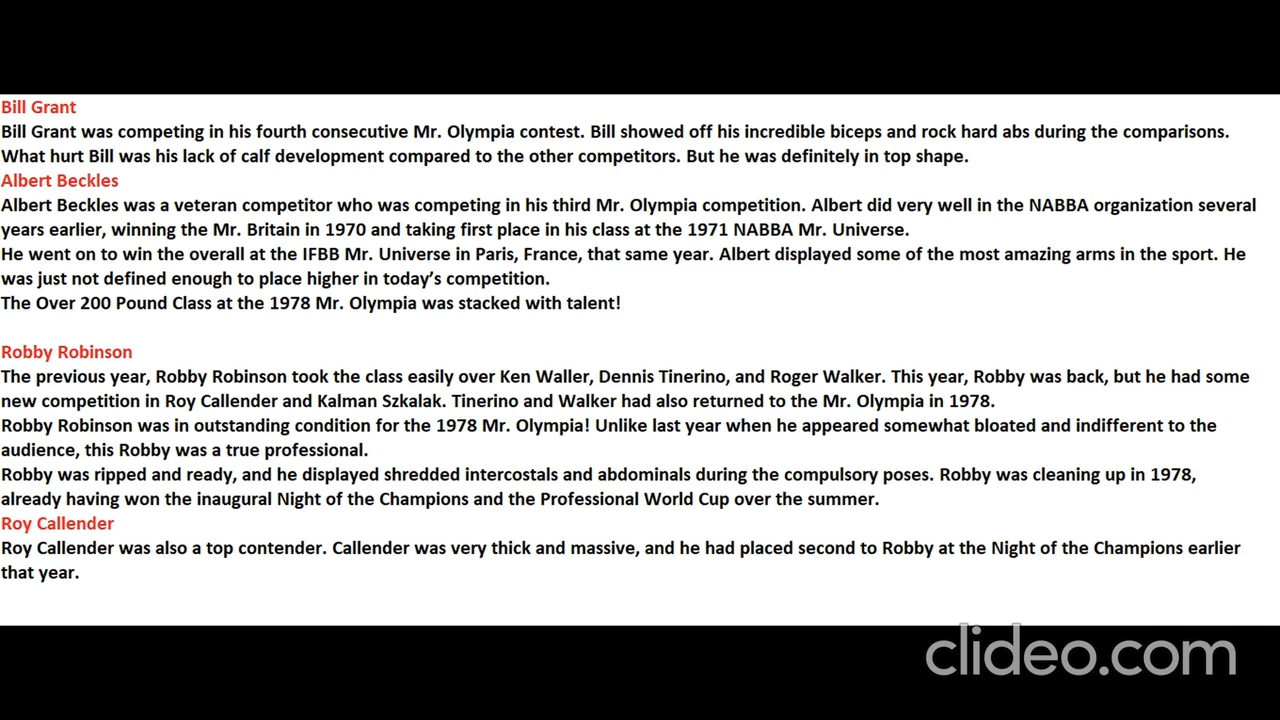 Bill Grant
Bill Grant was competing in his fourth consecutive Mr. Olympia contest. Bill showed off his incredible biceps and rock hard abs during the comparisons.
What hurt Bill was his lack of calf development compared to the other competitors. But he was definitely in top shape.
Albert Beckles
Albert Beckles was a veteran competitor who was competing in his third Mr. Olympia competition. Albert did very well in the NABBA organization several
years earlier, winning the Mr. Britain in 1970 and taking first place in his class at the 1971 NABBA Mr. Universe.
He went on to win the overall at the IFBB Mr. Universe in Paris, France, that same year. Albert displayed some of the most amazing arms in the sport. He
was just not defined enough to place higher in today’s competition.
The Over 200 Pound Class at the 1978 Mr. Olympia was stacked with talent!
Robby Robinson
The previous year, Robby Robinson took the class easily over Ken Waller, Dennis Tinerino, and Roger Walker. This year, Robby was back, but he had some
new competition in Roy Callender and Kalman Szkalak. Tinerino and Walker had also returned to the Mr. Olympia in 1978.
Robby Robinson was in outstanding condition for the 1978 Mr. Olympia! Unlike last year when he appeared somewhat bloated and indifferent to the
audience, this Robby was a true professional.
Robby was ripped and ready, and he displayed shredded intercostals and abdominals during the compulsory poses. Robby was cleaning up in 1978,
already having won the inaugural Night of the Champions and the Professional World Cup over the summer.
Roy Callender
Roy Callender was also a top contender. Callender was very thick and massive, and he had placed second to Robby at the Night of the Champions earlier
that year.
clideo.com